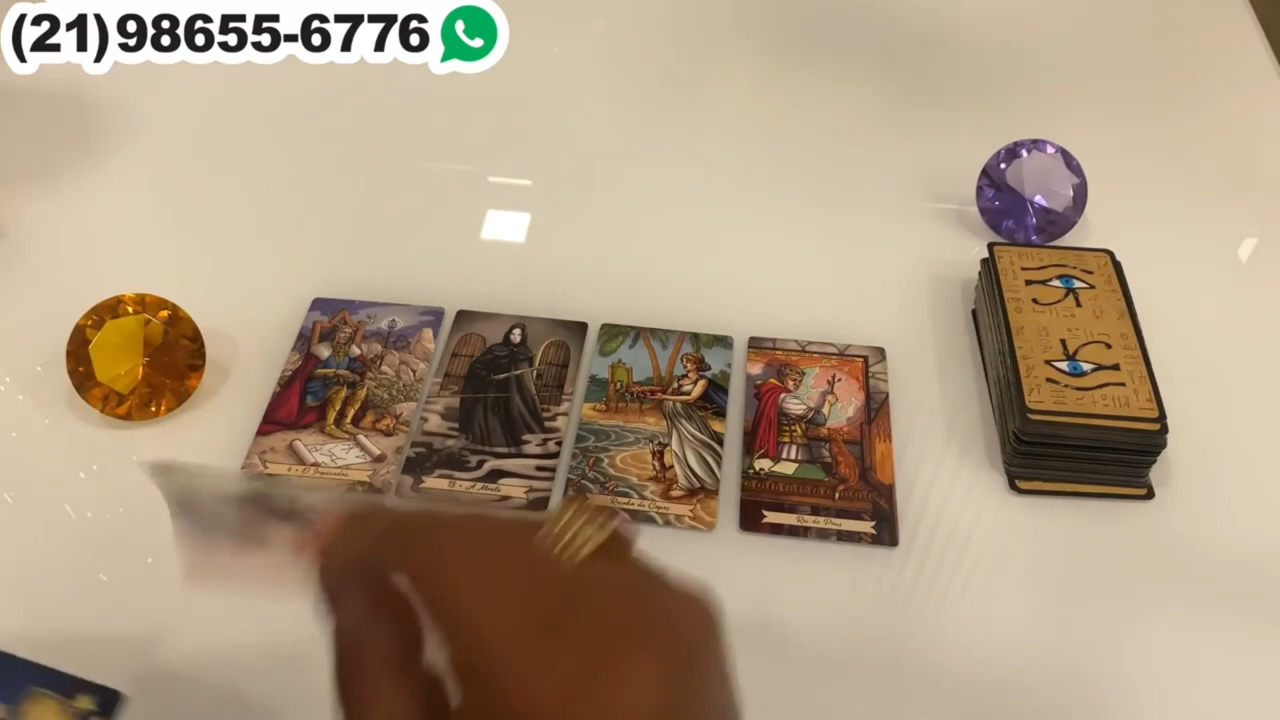 (21)98655-6776
4 • O Imperador
13 • A Morte
Rainha de Copas
Rei de Paus